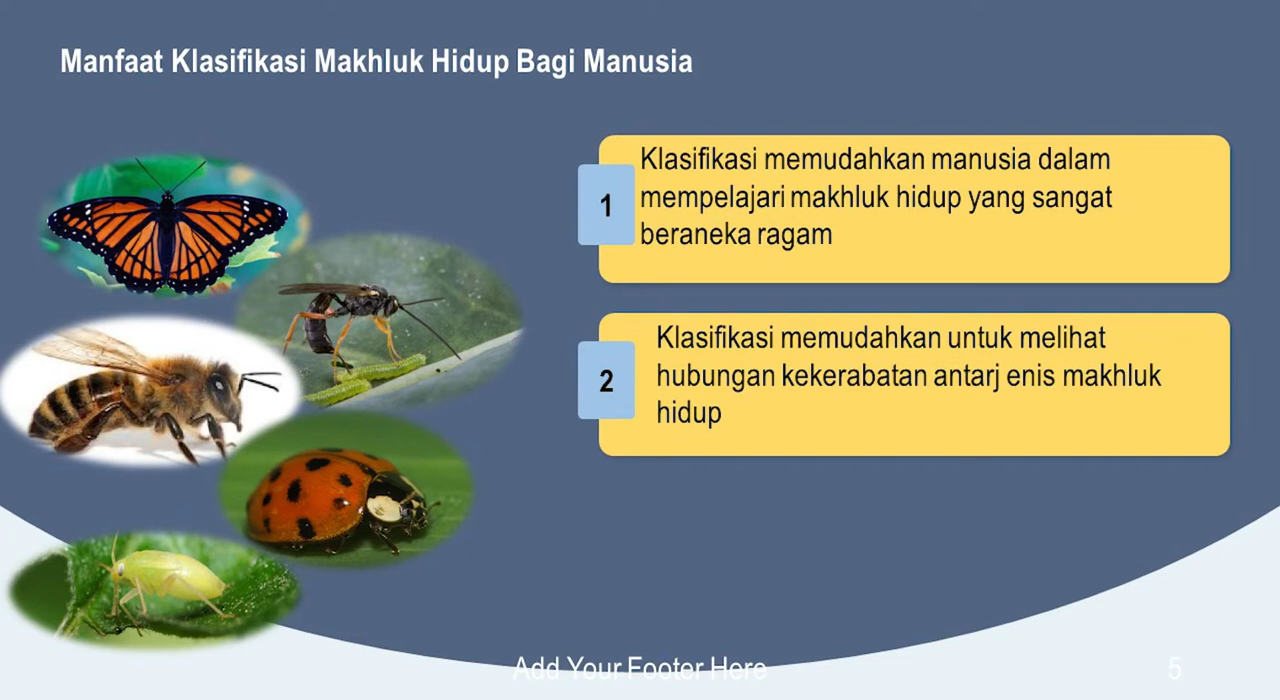 Manfaat Klasifikasi Makhluk Hidup Bagi Manusia
1
Klasifikasi memudahkan manusia dalam
mempelajari makhluk hidup yang sangat
beraneka ragam
2
Klasifikasi memudahkan untuk melihat
hubungan kekerabatan antarj enis makhluk
hidup
Add Your Footer Here
5